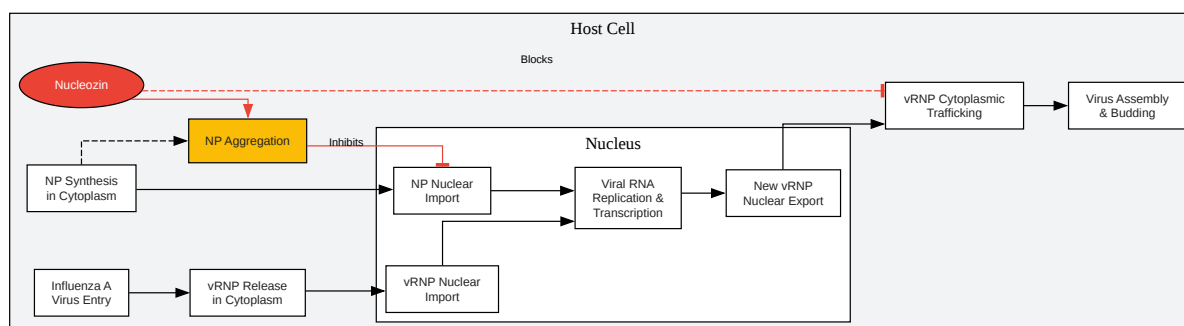 Host Cell
Blocks
Nucleozin
vRNP Cytoplasmic
Trafficking
Virus Assembly
& Budding
NP Aggregation
Inhibits
Nucleus
NP Synthesis
in Cytoplasm
NP Nuclear
Import
Viral RNA
Replication &
Transcription
New vRNP
Nuclear Export
Influenza A
Virus Entry
vRNP Release
in Cytoplasm
vRNP Nuclear
Import